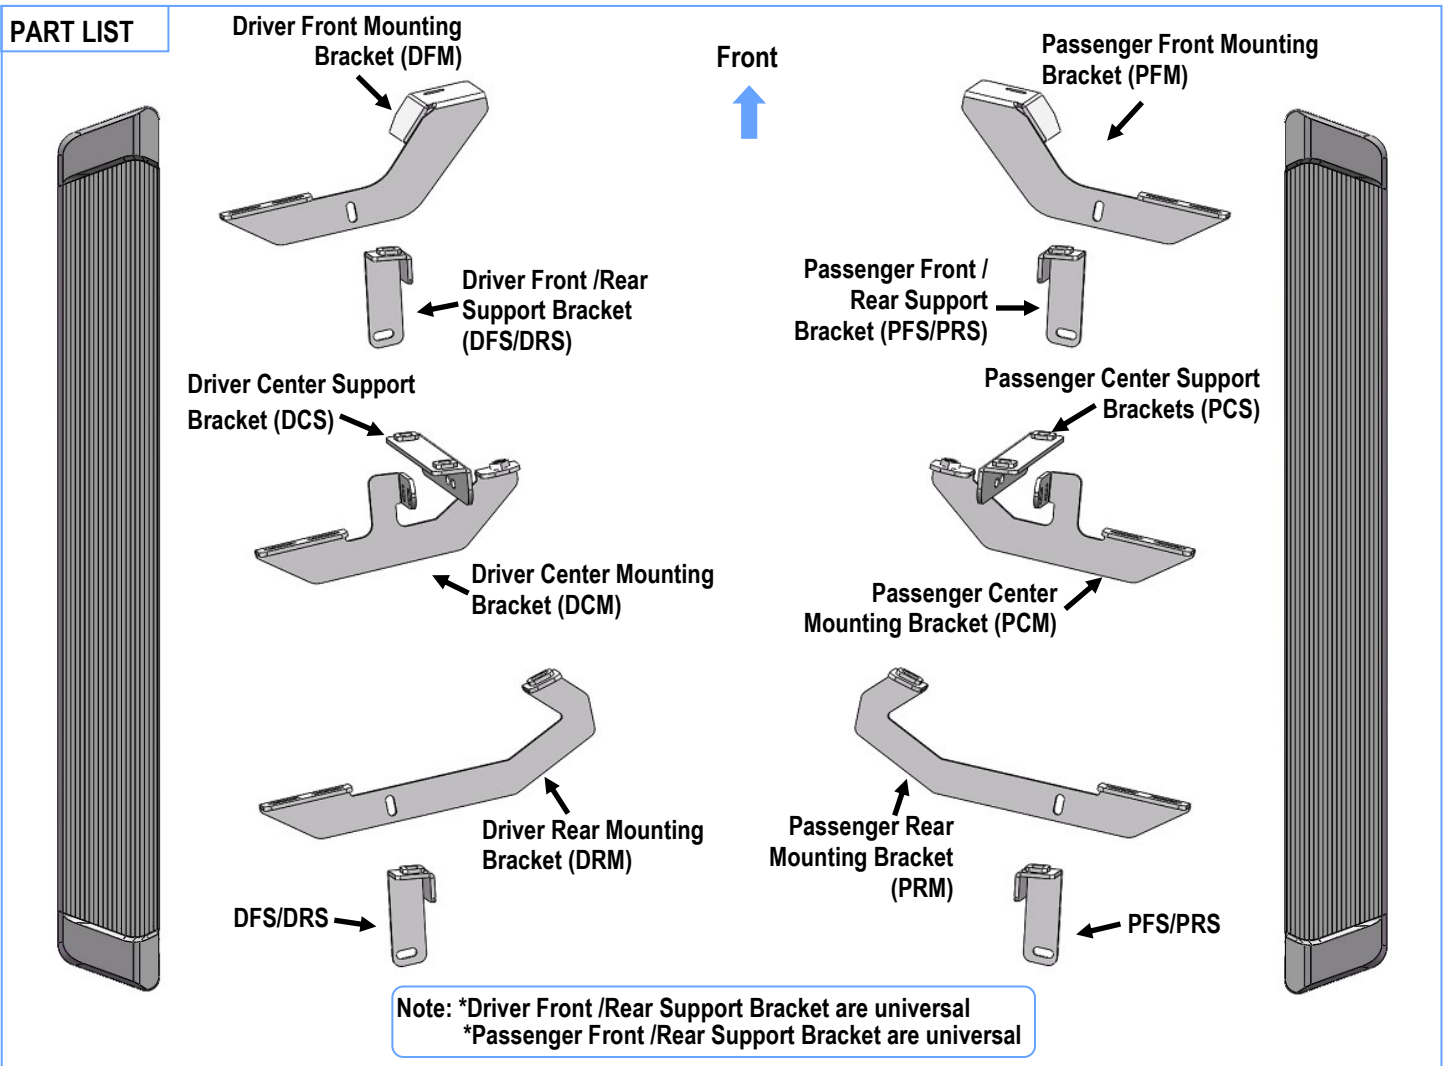 PART LIST
Driver Front Mounting
Bracket (DFM)
Front
Passenger Front Mounting
Bracket (PFM)
Driver Front /Rear
Support Bracket
(DFS/DRS)
Passenger Front /
Rear Support
Bracket (PFS/PRS)
Driver Center Support
Bracket (DCS)
Passenger Center Support
Brackets (PCS)
Driver Center Mounting
Bracket (DCM)
Passenger Center
Mounting Bracket (PCM)
Driver Rear Mounting
Bracket (DRM)
Passenger Rear
Mounting Bracket
(PRM)
DFS/DRS
PFS/PRS
Note: *Driver Front /Rear Support Bracket are universal
*Passenger Front /Rear Support Bracket are universal